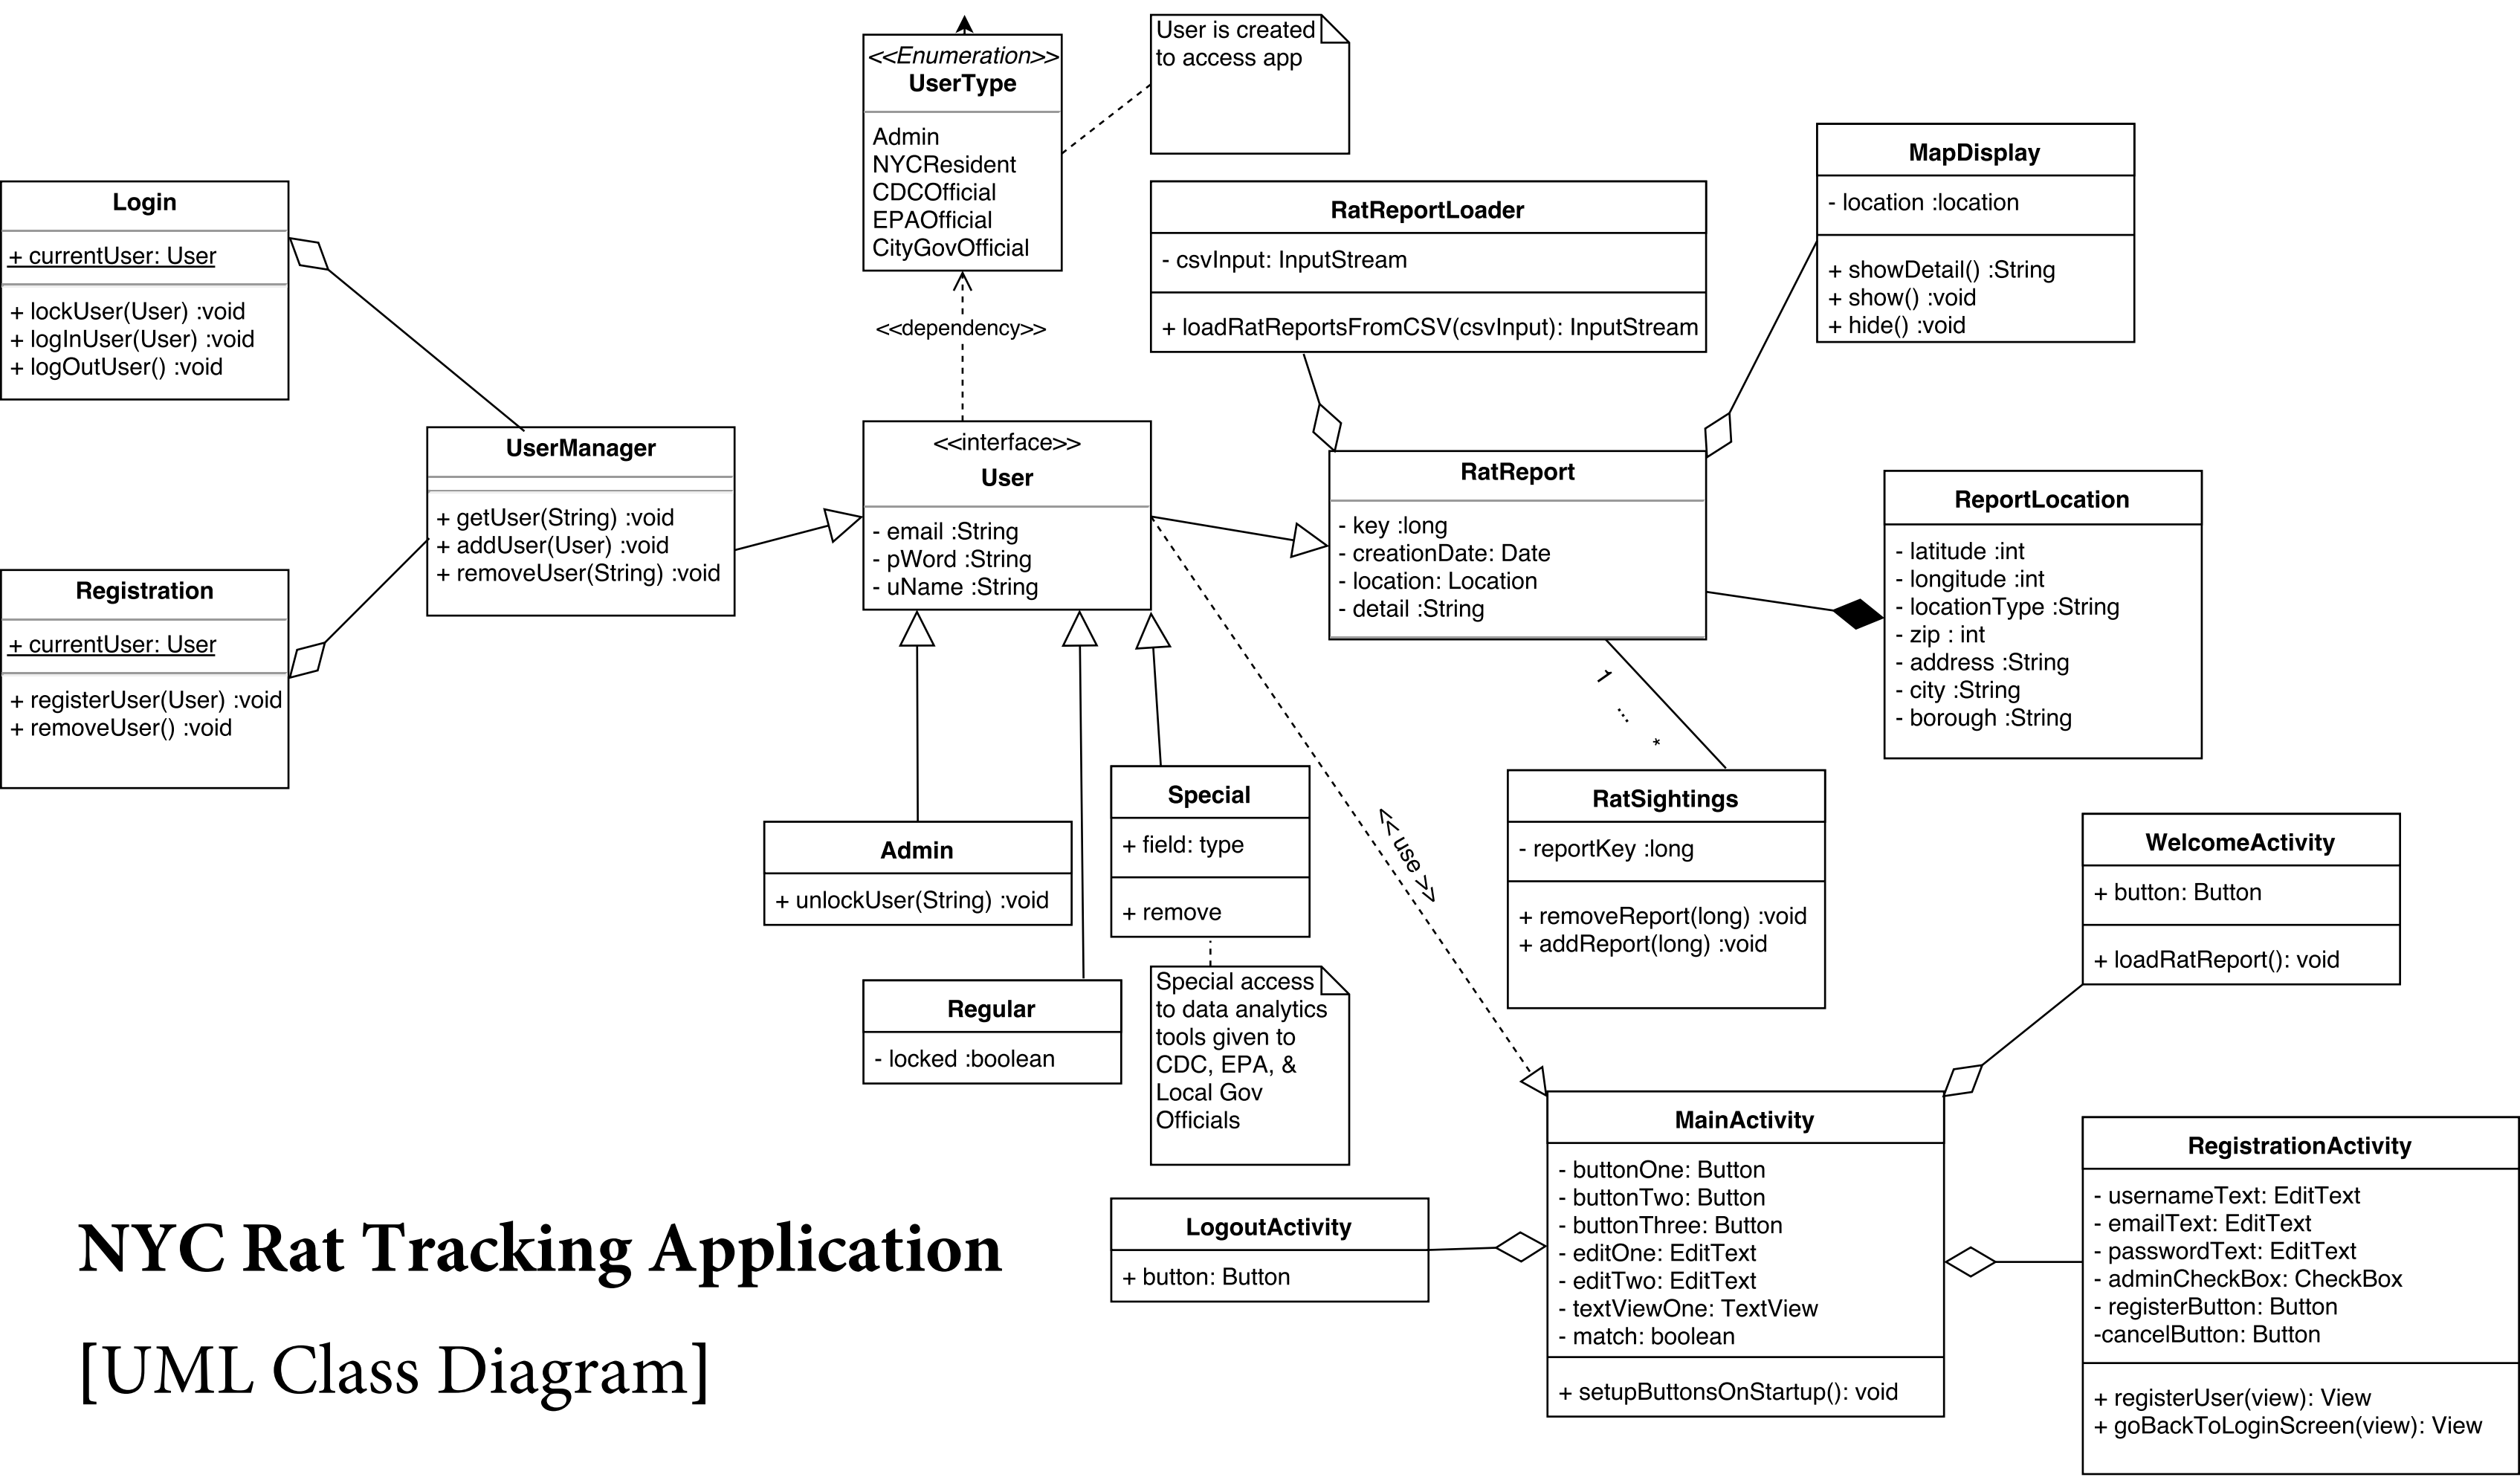 <<Enumeration>>
UserType
Admin
NYCResident
CDCOfficial
EPAOfficial
CityGovOfficial
User is created
to access app
<<dependency>>
Login
+ currentUser: User
+ lockUser(User) :void
+ logInUser(User) :void
+ logOutUser() :void
Registration
+ currentUser: User
+ registerUser(User) :void
+ removeUser() :void
UserManager
+ getUser(String) :void
+ addUser(User) :void
+ removeUser(String) :void
<<interface>>
User
- email :String
- pWord :String
- uName :String
RatReportLoader
- csvInput: InputStream
+ loadRatReportsFromCSV(csvInput): InputStream
MapDisplay
- location :location
+ showDetail() :String
+ show() :void
+ hide() :void
RatReport
- key :long
- creationDate: Date
- location: Location
- detail :String
ReportLocation
- latitude :int
- longitude :int
- locationType :String
- zip : int
- address :String
- city :String
- borough :String
1 ... *
RatSightings
- reportKey :long
+ removeReport(long) :void
+ addReport(long) :void
Admin
+ unlockUser(String) :void
Regular
- locked :boolean
Special
+ field: type
+ remove
Special access
to data analytics
tools given to
CDC, EPA, &
Local Gov
Officials
<<use>>
WelcomeActivity
+ button: Button
+ loadRatReport(): void
MainActivity
- buttonOne: Button
- buttonTwo: Button
- buttonThree: Button
- editOne: EditText
- editTwo: EditText
- textViewOne: TextView
- match: boolean
+ setupButtonsOnStartup(): void
LogoutActivity
+ button: Button
RegistrationActivity
- usernameText: EditText
- emailText: EditText
- passwordText: EditText
- adminCheckBox: CheckBox
- registerButton: Button
-cancelButton: Button
+ registerUser(view): View
+ goBackToLoginScreen(view): View
NYC Rat Tracking Application
[UML Class Diagram]